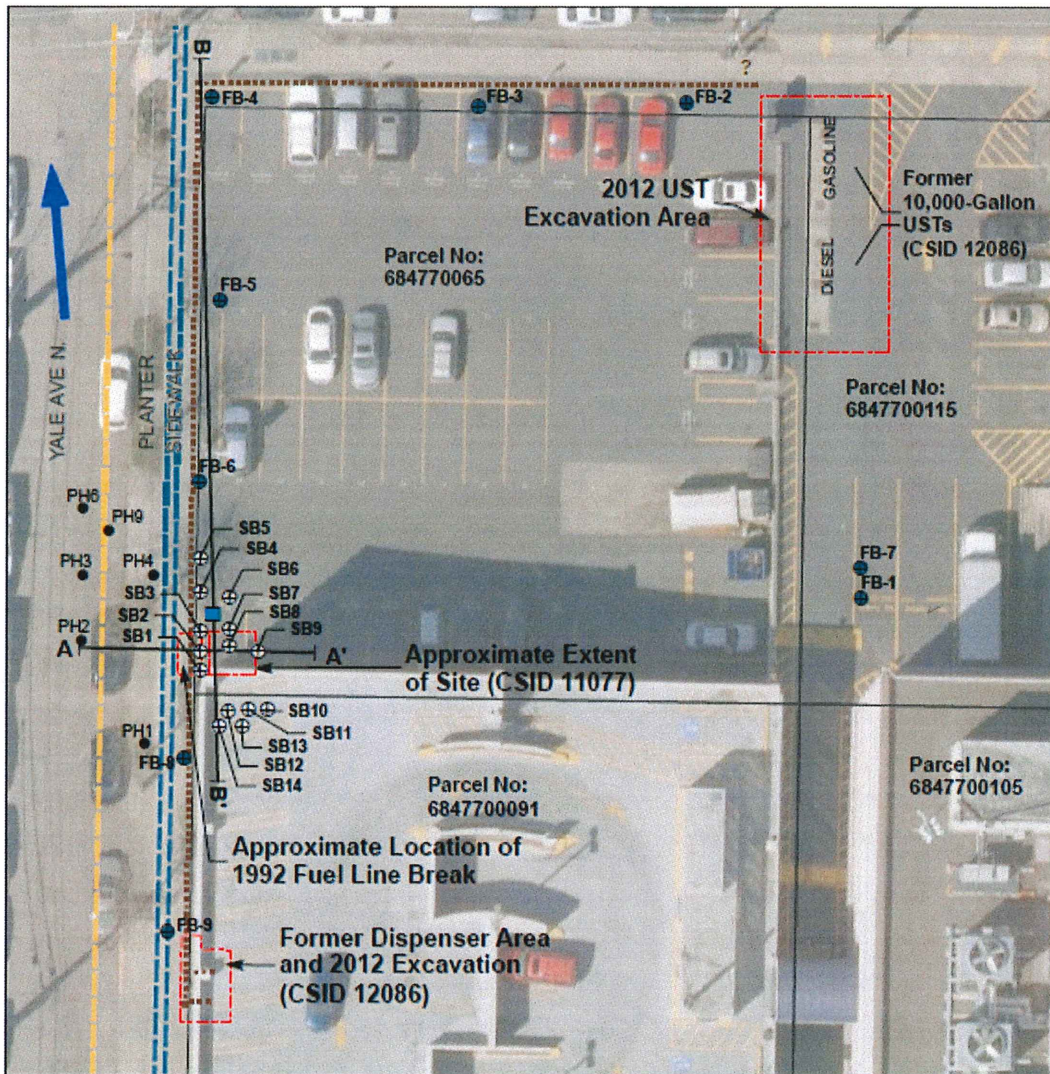 B
?
FB-4
FB-3
FB-2
2012 UST
Excavation Area
GASOLINE
DIESEL
Former
10,000-Gallon
USTs
(CSID 12086)
Parcel No:
684770065
FB-5
YALE AVE N.
PLANTER
SIDEWALK
Parcel No:
6847700115
FB-6
PH6
PH9
SB5
SB4
PH3
PH4
SB6
SB3
SB7
SB2
SB8
FB-7
FB-1
PH2
SB1
SB9
A
A'
Approximate Extent
of Site (CSID 11077)
SB10
SB11
SB13
SB12
SB14
PH1
FB-8
B'
Parcel No:
6847700091
Parcel No:
6847700105
Approximate Location of
1992 Fuel Line Break
FB-9
Former Dispenser Area
and 2012 Excavation
(CSID 12086)